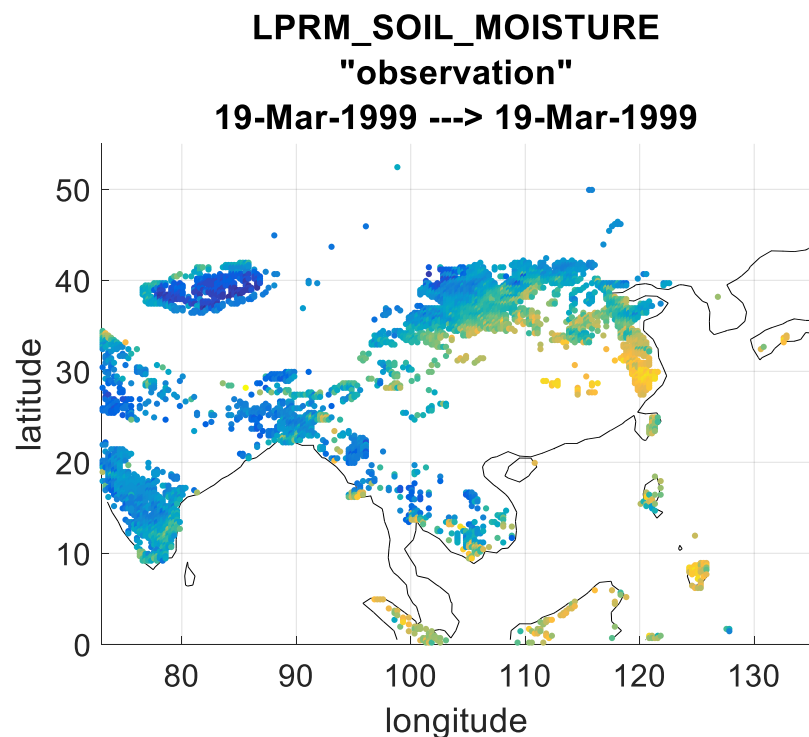 LPRM_SOIL_MOISTURE
"observation"
19-Mar-1999 ---> 19-Mar-1999
50
40
30
20
10
0
latitude
80 90 100 110 120 130
longitude